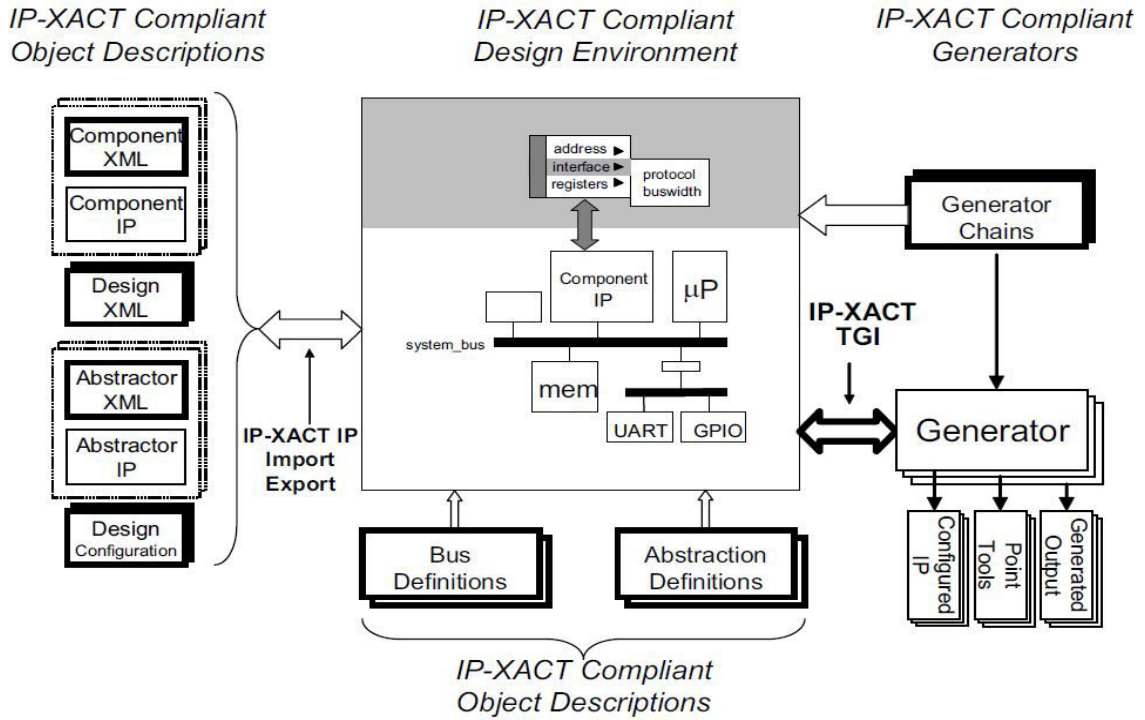 IP-XACT Compliant
Object Descriptions
IP-XACT Compliant
Design Environment
IP-XACT Compliant
Generators
Component
XML
Component
IP
Design
XML
Abstractor
XML
Abstractor
IP
Design
Configuration
IP-XACT IP
Import
Export
address
interface
registers
protocol
buswidth
Component
IP
μP
system_bus
mem
UART
GPIO
Bus
Definitions
Abstraction
Definitions
IP-XACT Compliant
Object Descriptions
IP-XACT
TGI
Generator
Chains
Generator
Configured
IP
Point
Tools
Generated
Output